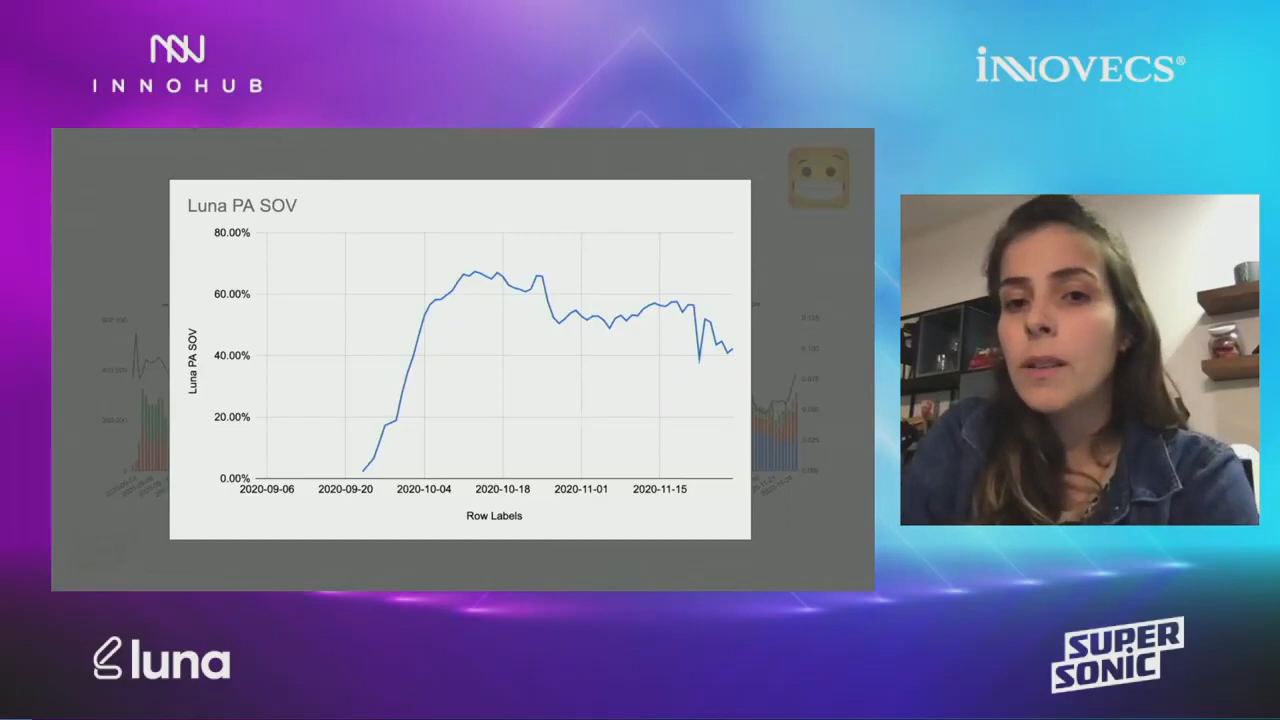 INNOHUB
iNNOVECS®
Luna PA SOV
80.00%
60.00%
40.00%
20.00%
0.00%
Luna PA SOV
2020-09-06
2020-09-20
2020-10-04
2020-10-18
2020-11-01
2020-11-15
Row Labels
luna
SUPER
SONIC